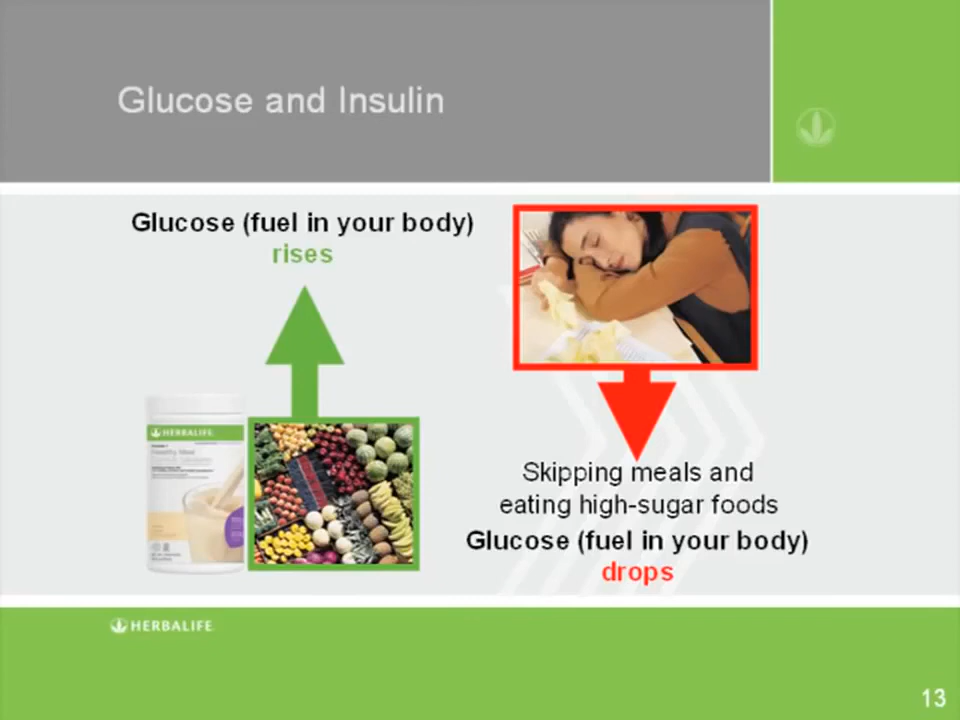 Glucose and Insulin
Glucose (fuel in your body)
rises
HERBALIFE
Skipping meals and
eating high-sugar foods
Glucose (fuel in your body)
drops
HERBALIFE
13